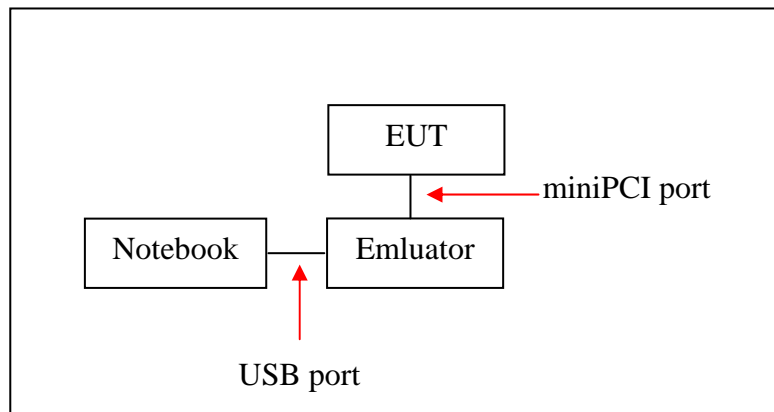 EUT
miniPCI port
Notebook
Emluator
USB port